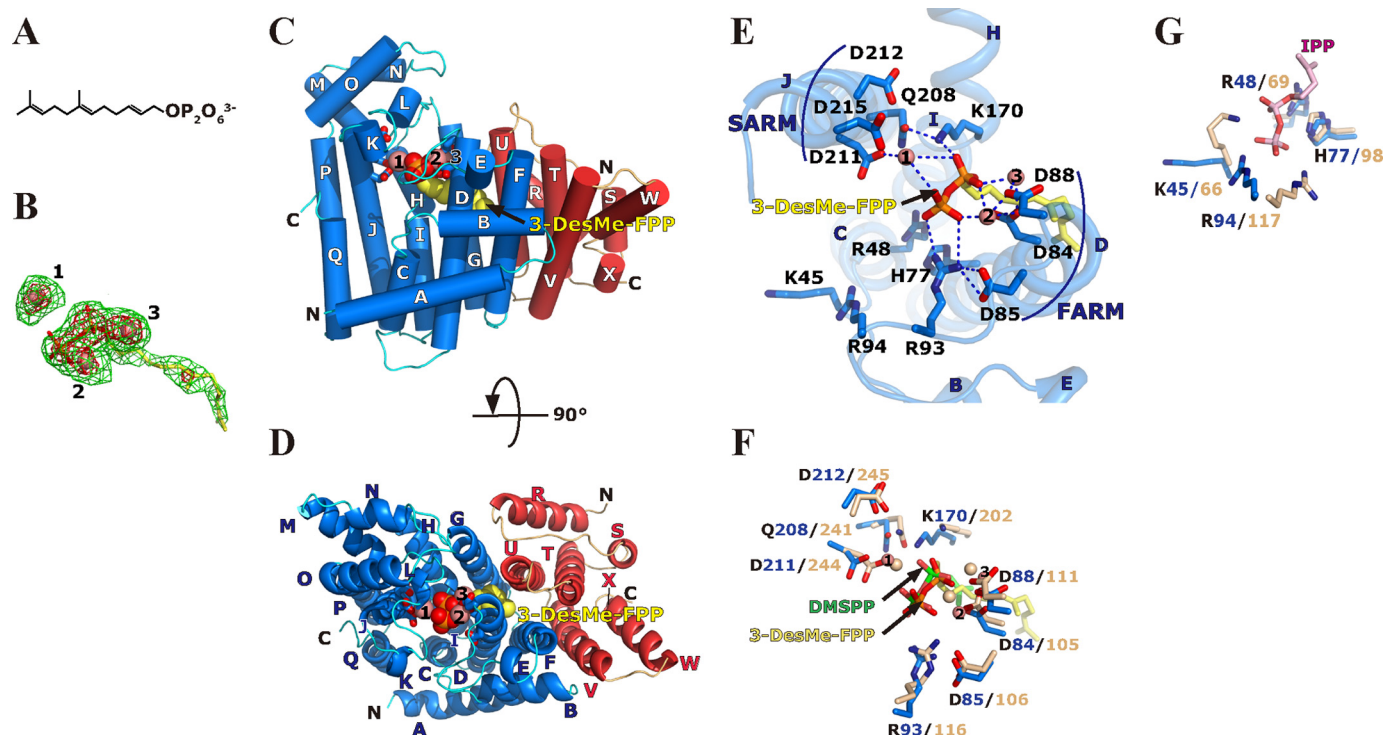 A
OP₂O₆³⁻
B
1
3
2
C
M O N
L
K 1 2 3 E U
P F T N
H D R S W
3-DesMe-FPP
J I B
C
Q C G
A V X C
N
90°
D
N R N
M H G
S
O U T
L X
P 3 C
1 2 3-DesMe-FPP
C J I
Q F W
K C D E
N V
A B
E
H
D212
J
Q208
D215 K170
I
SARM
D211 1 3 D88
3-DesMe-FPP
2
C D
R48 D84
H77
K45
D85 FARM
R94 R93
B E
F
D212/245
K170/202
Q208/241
1 3
D211/244 D88/111
DMSPP
2
3-DesMe-FPP
D84/105
D85/106
R93/116
G
IPP
R48/69
H77/98
K45/66
R94/117